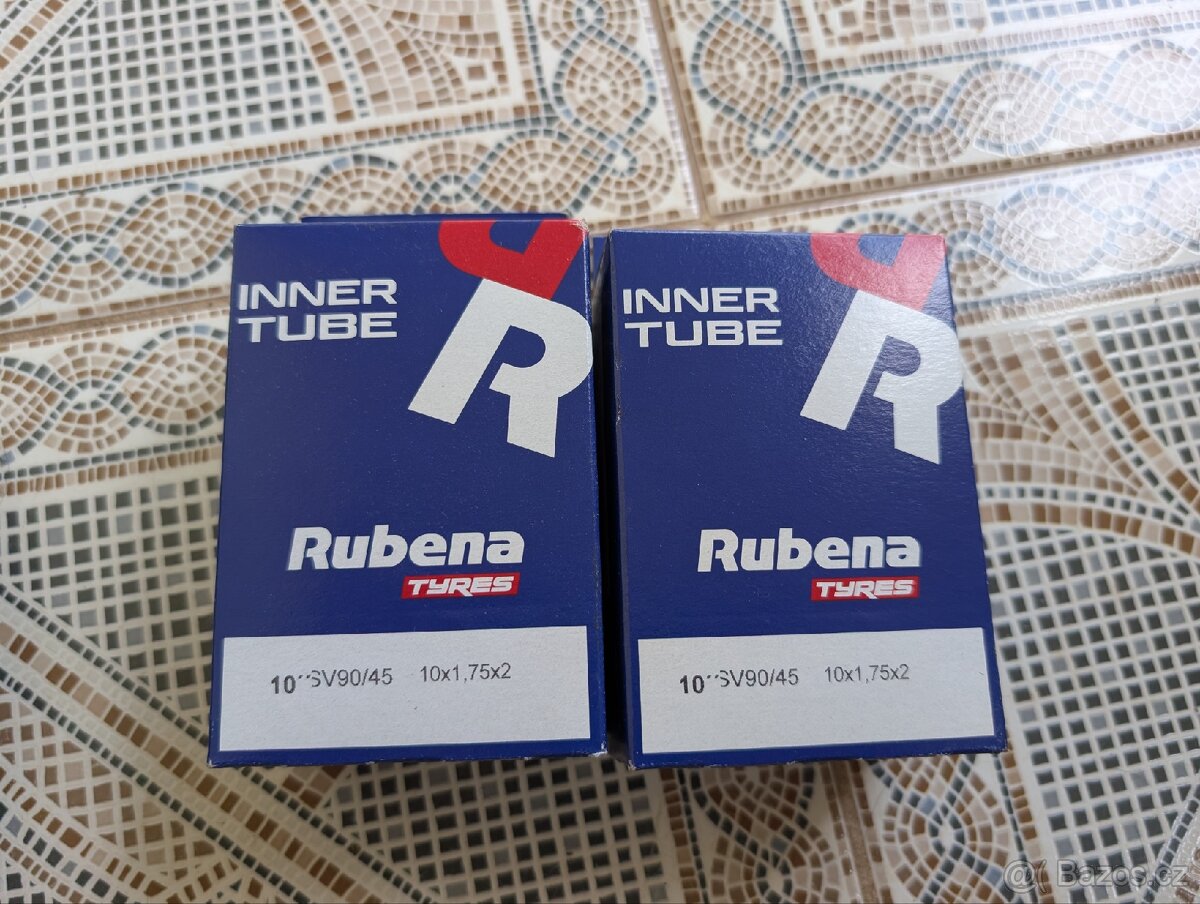 INNER
TUBE
R
Rubena
TYRES
10'' SV90/45 10x1,75x2
INNER
TUBE
R
Rubena
TYRES
10'' SV90/45 10x1,75x2
@( Bazos.cz